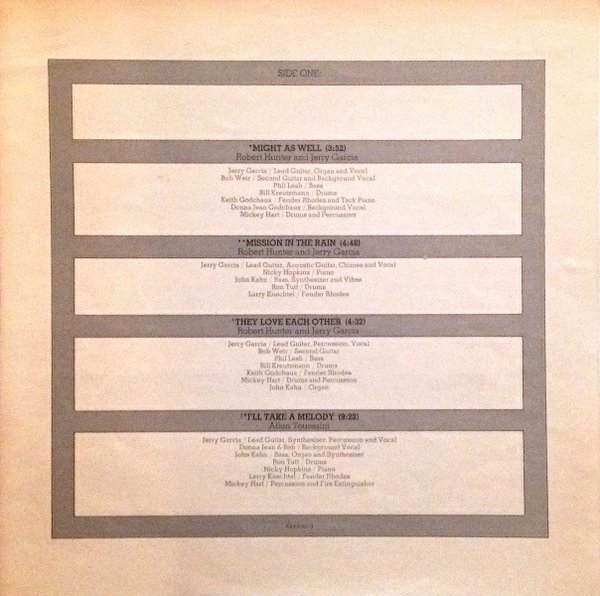 SIDE ONE:
*MIGHT AS WELL (3:52)
Robert Hunter and Jerry Garcia
Jerry Garcia / Lead Guitar, Organ and Vocal
Bob Weir / Second Guitar and Background Vocal
Phil Lesh / Bass
Bill Kreutzmann / Drums
Keith Godchaux / Fender Rhodes and Tack Piano
Donna Jean Godchaux / Background Vocal
Mickey Hart / Drums and Percussion
**MISSION IN THE RAIN (4:48)
Robert Hunter and Jerry Garcia
Jerry Garcia / Lead Guitar, Acoustic Guitar, Chimes and Vocal
Nicky Hopkins / Piano
John Kahn / Bass, Synthesizer and Vibes
Ron Tutt / Drums
Larry Knechtel / Fender Rhodes
*THEY LOVE EACH OTHER (4:32)
Robert Hunter and Jerry Garcia
Jerry Garcia / Lead Guitar, Percussion, Vocal
Bob Weir / Second Guitar
Phil Lesh / Bass
Bill Kreutzmann / Drums
Keith Godchaux / Fender Rhodes
Mickey Hart / Drums and Percussion
John Kahn / Organ
**I'LL TAKE A MELODY (9:22)
Allen Toussaint
Jerry Garcia / Lead Guitar, Synthesizer, Percussion and Vocal
Donna Jean & Bob / Background Vocal
John Kahn / Bass, Organ and Synthesizer
Ron Tutt / Drums
Nicky Hopkins / Piano
Larry Knechtel / Fender Rhodes
Mickey Hart / Percussion and Fire Extinguisher